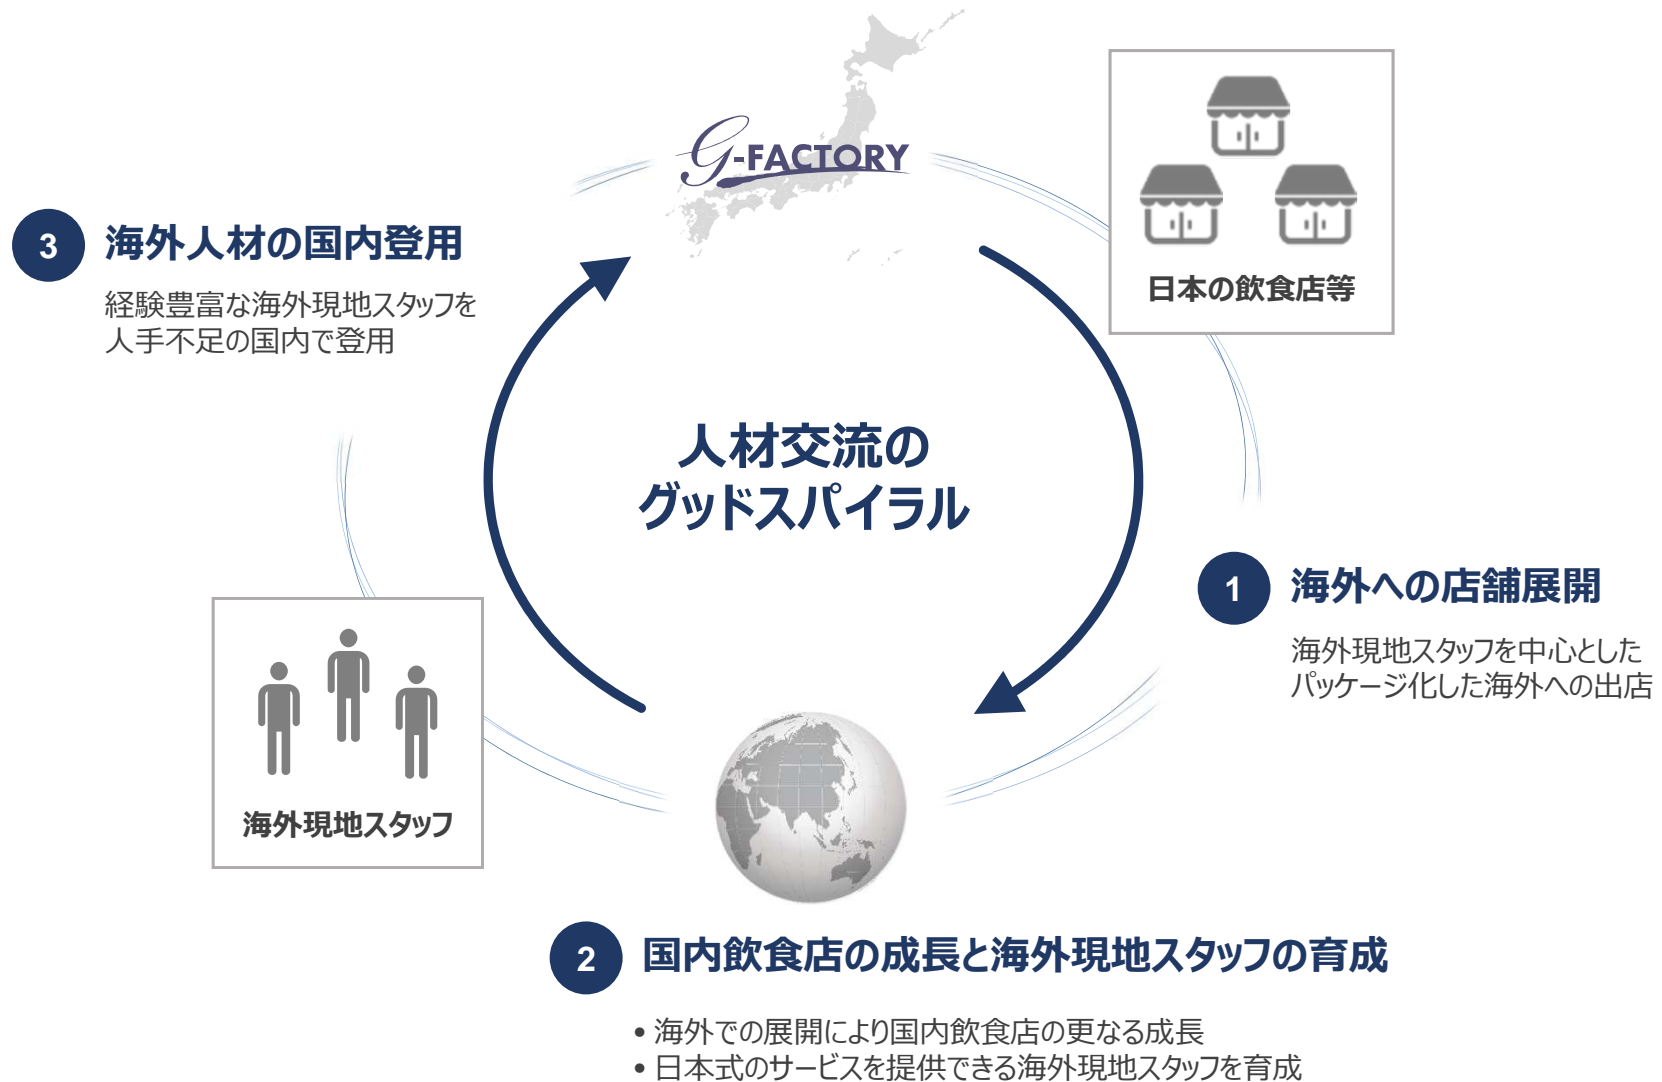 G-FACTORY
日本の飲食店等
3 海外人材の国内登用
経験豊富な海外現地スタッフを
人手不足の国内で登用
人材交流の
グッドスパイラル
1 海外への店舗展開
海外現地スタッフを中心とした
パッケージ化した海外への出店
海外現地スタッフ
2 国内飲食店の成長と海外現地スタッフの育成
• 海外での展開により国内飲食店の更なる成長
• 日本式のサービスを提供できる海外現地スタッフを育成